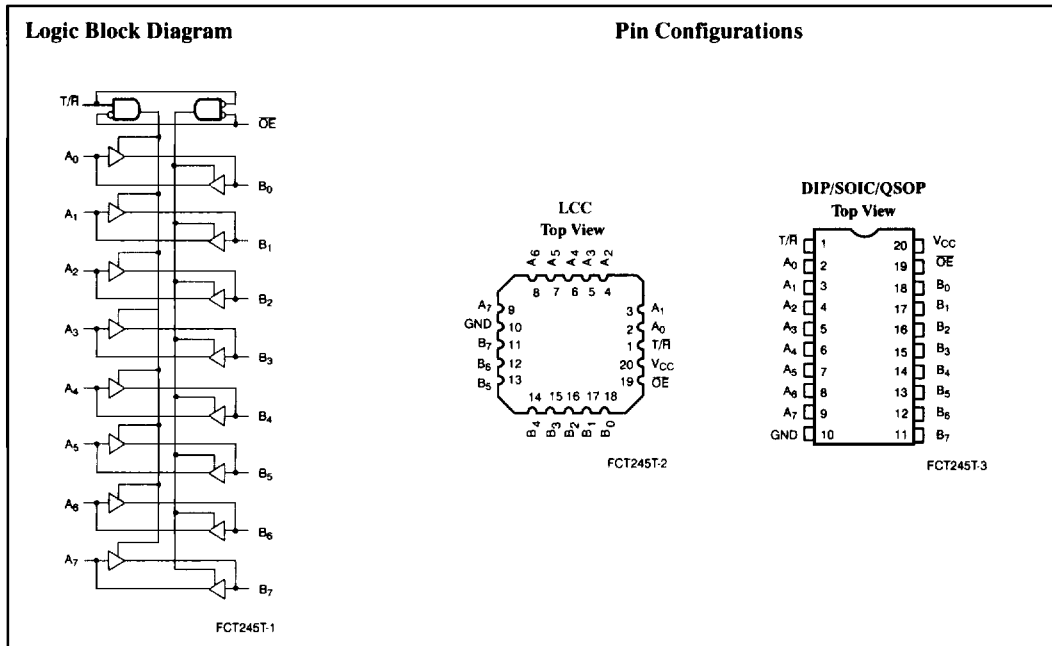 Logic Block Diagram
T/R̅
O̅E̅
A0
B0
A1
B1
A2
B2
A3
B3
A4
B4
A5
B5
A6
B6
A7
B7
FCT245T-1
Pin Configurations
LCC
Top View
A6 A5 A4 A3 A2
8 7 6 5 4
A7 9
GND 10
B7 11
B6 12
B5 13
3 A1
2 A0
1 T/R̅
20 VCC
19 O̅E̅
14 15 16 17 18
B4 B3 B2 B1 B0
FCT245T-2
DIP/SOIC/QSOP
Top View
T/R̅ 1 20 VCC
A0 2 19 O̅E̅
A1 3 18 B0
A2 4 17 B1
A3 5 16 B2
A4 6 15 B3
A5 7 14 B4
A6 8 13 B5
A7 9 12 B6
GND 10 11 B7
FCT245T-3